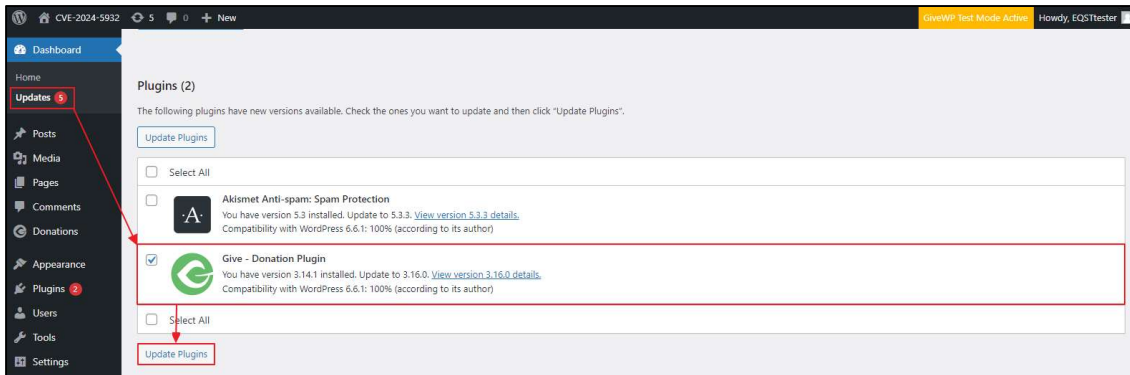 CVE-2024-5932 5 0 + New GiveWP Test Mode Active Howdy, EQSTtester
Dashboard
Home
Updates 5
Posts
Media
Pages
Comments
Donations
Appearance
Plugins 2
Users
Tools
Settings
Plugins (2)
The following plugins have new versions available. Check the ones you want to update and then click “Update Plugins”.
Update Plugins
Select All
·A·
Akismet Anti-spam: Spam Protection
You have version 5.3 installed. Update to 5.3.3. View version 5.3.3 details.
Compatibility with WordPress 6.6.1: 100% (according to its author)
Give - Donation Plugin
You have version 3.14.1 installed. Update to 3.16.0. View version 3.16.0 details.
Compatibility with WordPress 6.6.1: 100% (according to its author)
Select All
Update Plugins